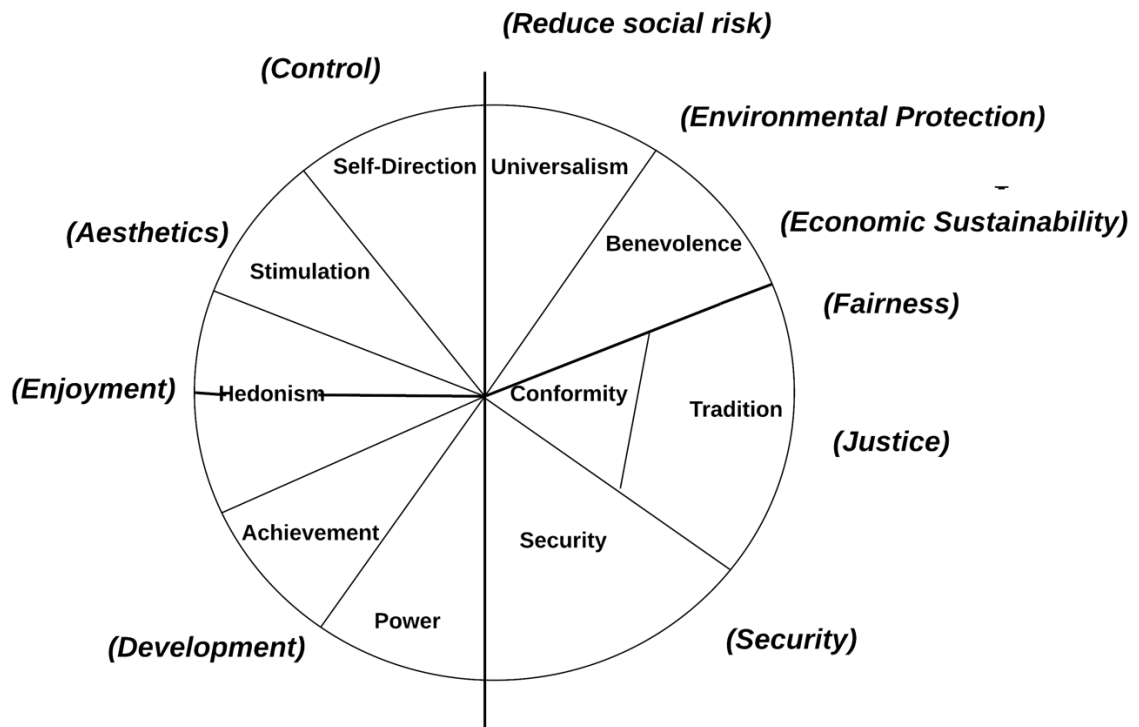 (Reduce social risk)
(Control)
(Environmental Protection)
Self-Direction
Universalism
(Aesthetics)
(Economic Sustainability)
Benevolence
Stimulation
(Fairness)
(Enjoyment)
Hedonism
Conformity
Tradition
(Justice)
Achievement
Security
Power
(Development)
(Security)